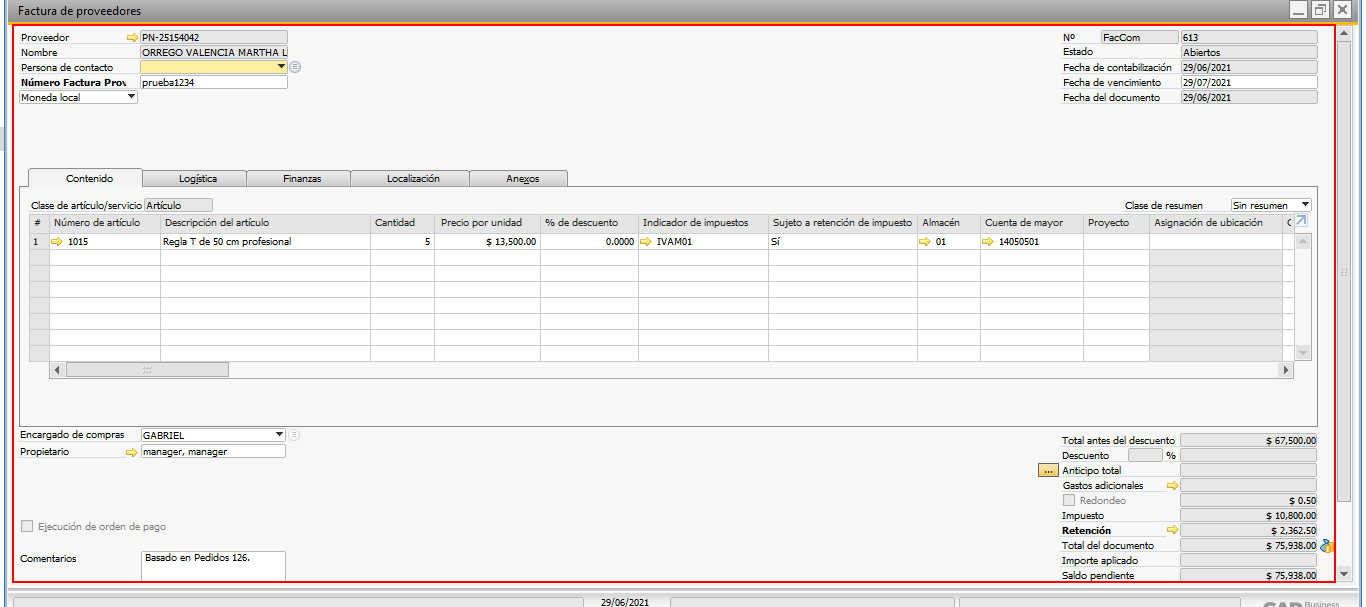 Factura de proveedores
Proveedor PN-25154042
Nombre ORREGO VALENCIA MARTHA L
Persona de contacto
Número Factura Prov prueba1234
Moneda local
Nº FacCom 613
Estado Abiertos
Fecha de contabilización 29/06/2021
Fecha de vencimiento 29/07/2021
Fecha del documento 29/06/2021
Contenido Logística Finanzas Localización Anexos
Clase de artículo/servicio Artículo
Clase de resumen Sin resumen
# Número de artículo Descripción del artículo Cantidad Precio por unidad % de descuento Indicador de impuestos Sujeto a retención de impuesto Almacén Cuenta de mayor Proyecto Asignación de ubicación
1 1015 Regla T de 50 cm profesional 5 $ 13,500.00 0.0000 IVAM01 Sí 01 14050501
Encargado de compras GABRIEL
Propietario manager, manager
Ejecución de orden de pago
Comentarios Basado en Pedidos 126.
Total antes del descuento $ 67,500.00
Descuento %
... Anticipo total
Gastos adicionales
Redondeo $ 0.50
Impuesto $ 10,800.00
Retención $ 2,362.50
Total del documento $ 75,938.00
Importe aplicado
Saldo pendiente $ 75,938.00
29/06/2021
SAP Business